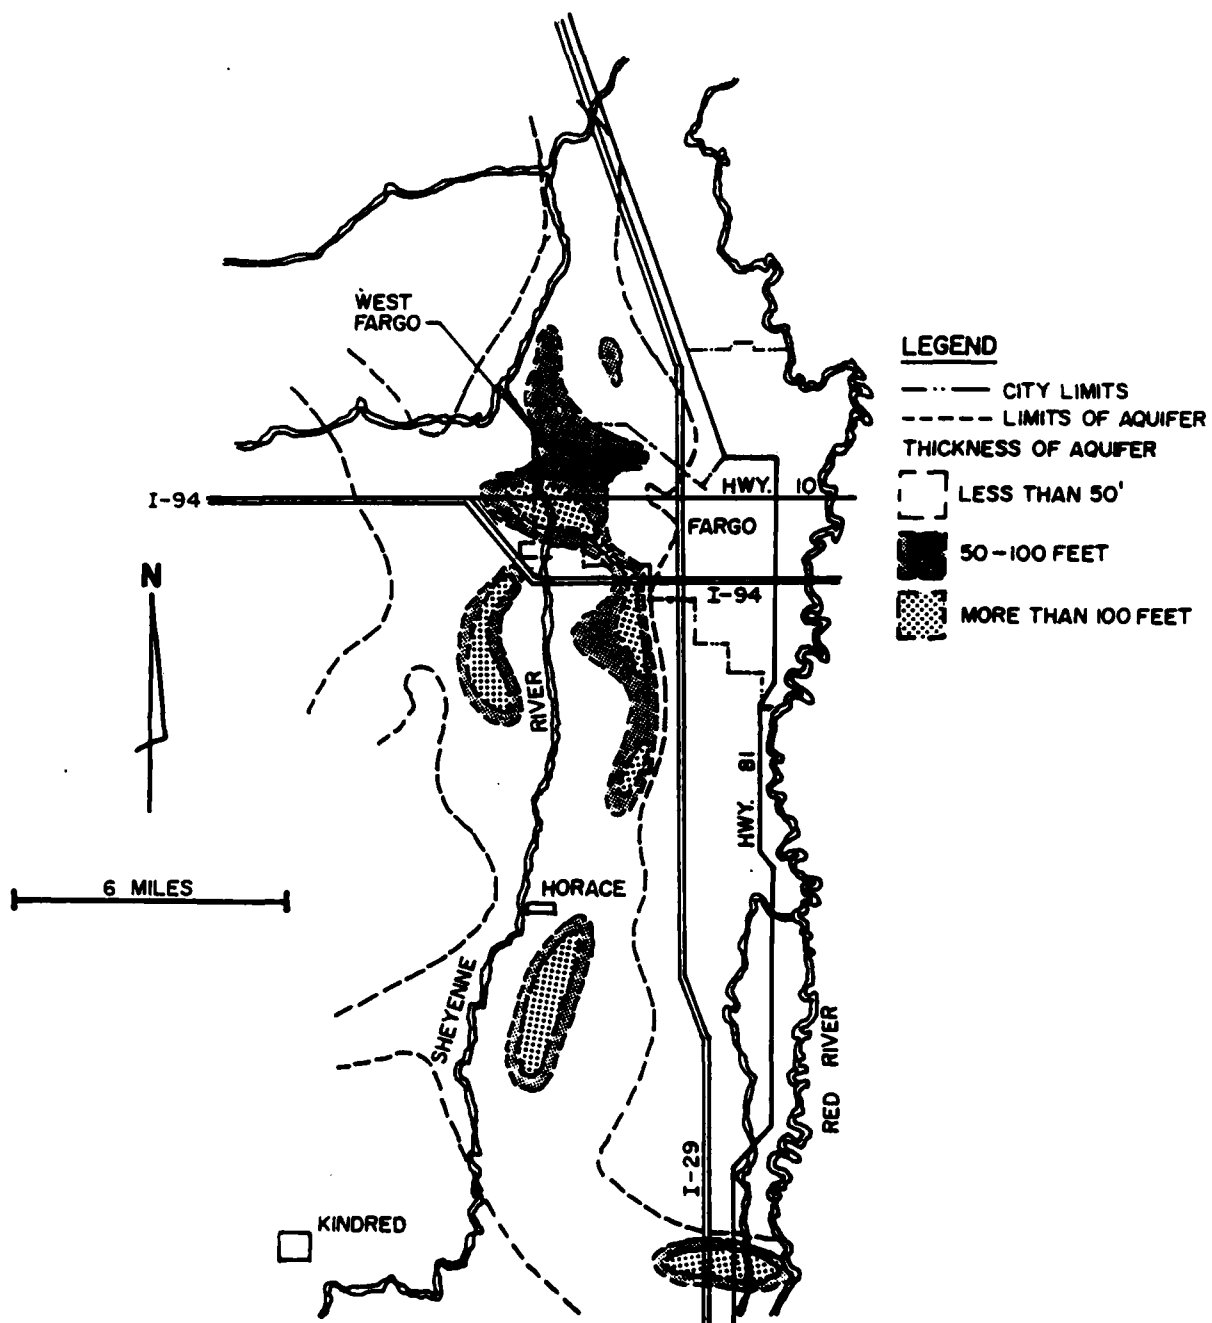 WEST
FARGO
LEGEND
CITY LIMITS
LIMITS OF AQUIFER
THICKNESS OF AQUIFER
LESS THAN 50'
50-100 FEET
MORE THAN 100 FEET
I-94
HWY. 10
FARGO
N
I-94
RIVER
HWY. 81
6 MILES
HORACE
SHEYENNE
RED RIVER
I-29
KINDRED